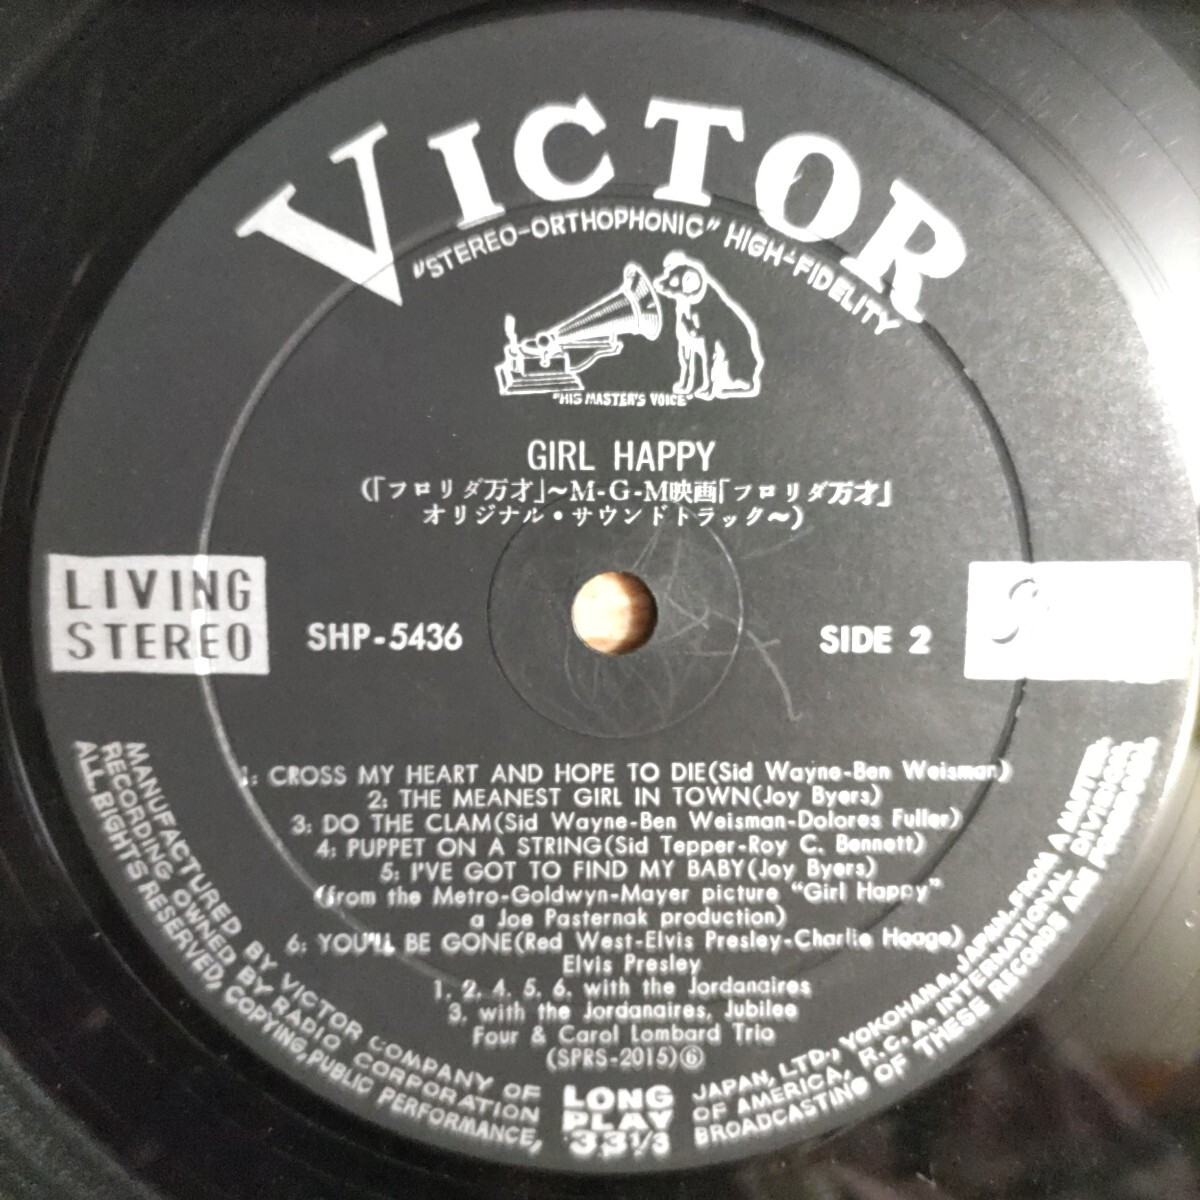 VICTOR
"STEREO-ORTHOPHONIC" HIGH-FIDELITY
"HIS MASTER'S VOICE"
GIRL HAPPY
(「フロリダ万才」〜M-G-M映画「フロリダ万才」
オリジナル・サウンドトラック〜)
LIVING
STEREO
SHP-5436
SIDE 2
1: CROSS MY HEART AND HOPE TO DIE(Sid Wayne-Ben Weisman)
2: THE MEANEST GIRL IN TOWN(Joy Byers)
3: DO THE CLAM(Sid Wayne-Ben Weisman-Dolores Fuller)
4: PUPPET ON A STRING(Sid Tepper-Roy C. Bennett)
5: I'VE GOT TO FIND MY BABY(Joy Byers)
(from the Metro-Goldwyn-Mayer picture "Girl Happy"
a Joe Pasternak production)
6: YOU'LL BE GONE(Red West-Elvis Presley-Charlie Hoage)
Elvis Presley
1. 2. 4. 5. 6. with the Jordanaires
3. with the Jordanaires, Jubilee
Four & Carol Lombard Trio
(SPRS-2015)⑥
LONG
PLAY
33 1/3
MANUFACTURED BY VICTOR COMPANY OF JAPAN, LTD., YOKOHAMA, JAPAN, FROM A MASTER
RECORDING OWNED BY RADIO CORPORATION OF AMERICA, R.C.A. INTERNATIONAL DIVISION.
ALL RIGHTS RESERVED, COPYING, PUBLIC PERFORMANCE, BROADCASTING OF THESE RECORDS ARE